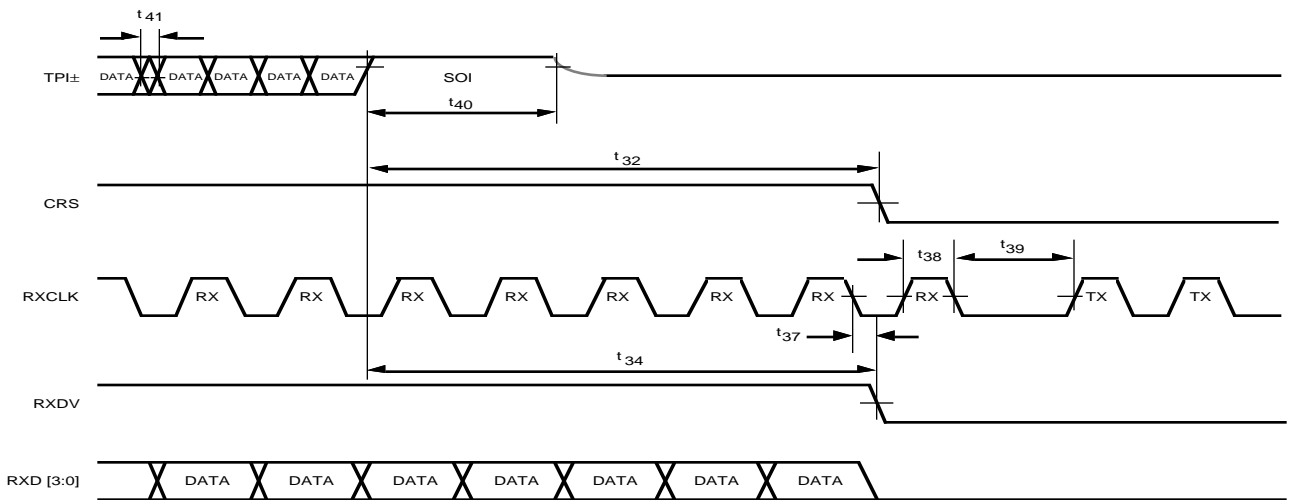 t41
TPI±
DATA
DATA
DATA
DATA
DATA
SOI
t40
t32
CRS
t38
t39
RXCLK
RX
RX
RX
RX
RX
RX
RX
RX
TX
TX
t37
t34
RXDV
RXD [3:0]
DATA
DATA
DATA
DATA
DATA
DATA
DATA